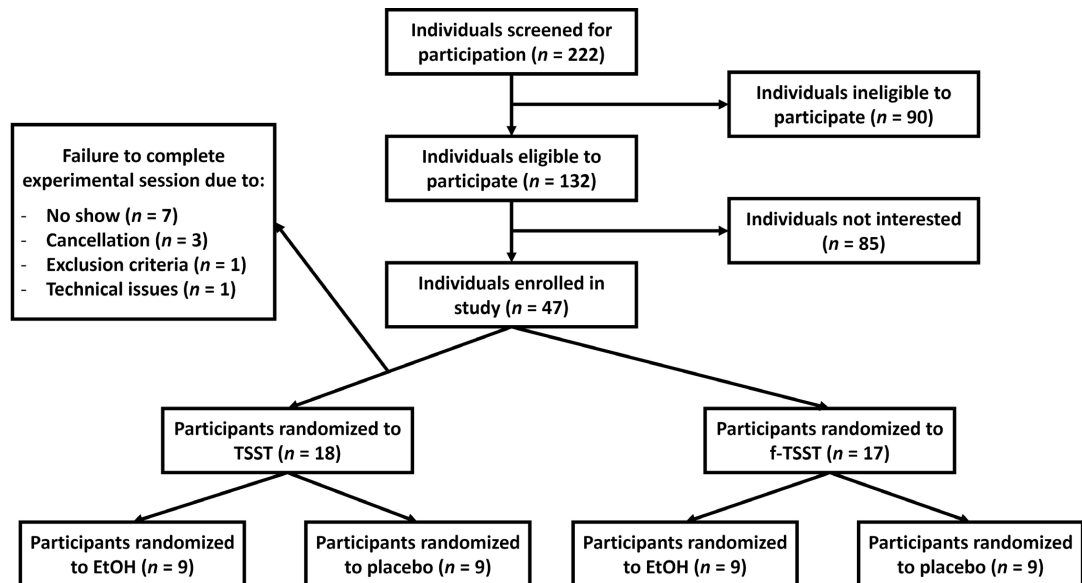 Individuals screened for
participation (n = 222)
Individuals ineligible to
participate (n = 90)
Individuals eligible to
participate (n = 132)
Failure to complete
experimental session due to:
- No show (n = 7)
- Cancellation (n = 3)
- Exclusion criteria (n = 1)
- Technical issues (n = 1)
Individuals not interested
(n = 85)
Individuals enrolled in
study (n = 47)
Participants randomized to
TSST (n = 18)
Participants randomized to
f-TSST (n = 17)
Participants randomized
to EtOH (n = 9)
Participants randomized
to placebo (n = 9)
Participants randomized
to EtOH (n = 9)
Participants randomized
to placebo (n = 9)